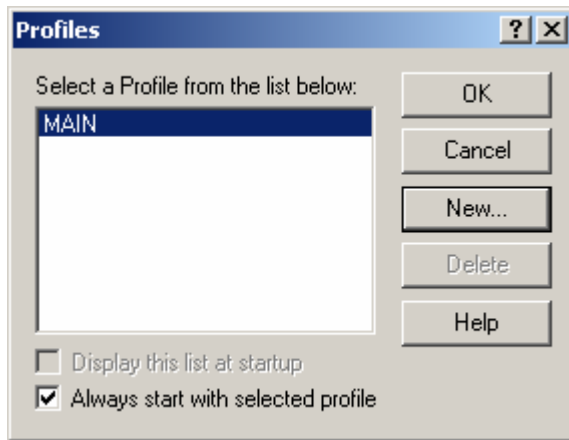 Profiles
Select a Profile from the list below:
MAIN
OK
Cancel
New...
Delete
Help
Display this list at startup
Always start with selected profile